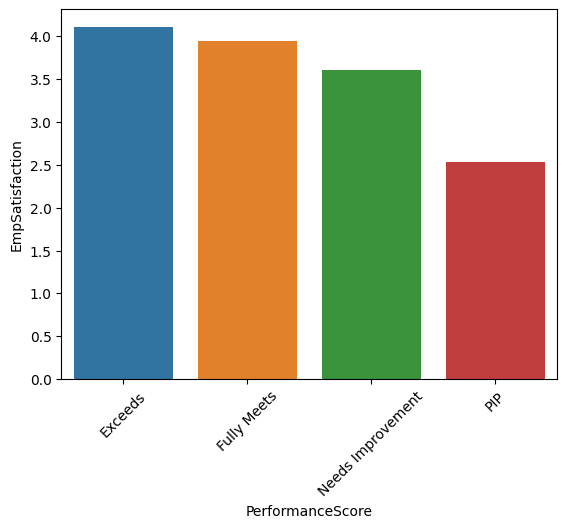 4.0
3.5
3.0
2.5
2.0
1.5
1.0
0.5
0.0
EmpSatisfaction
Exceeds
Fully Meets
Needs Improvement
PIP
PerformanceScore